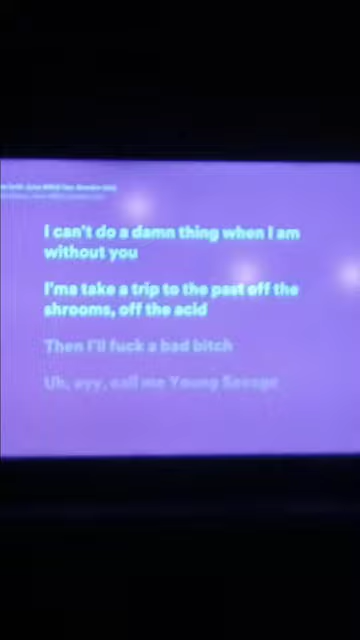 I can't do a damn thing when I am
without you
I'ma take a trip to the past off the
shrooms, off the acid
Then I'll fuck a bad bitch
Uh, ayy, call me Young Savage